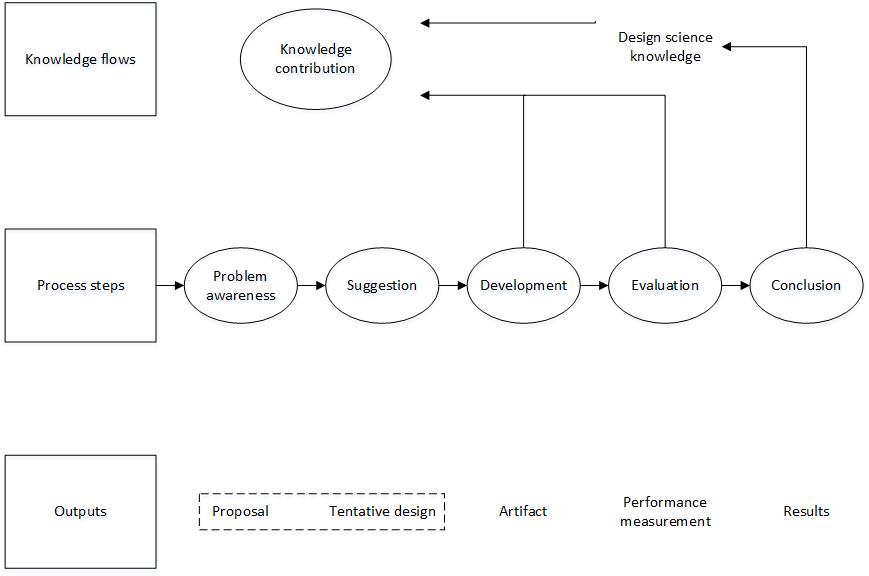 Knowledge flows
Knowledge
contribution
Design science
knowledge
Process steps
Problem
awareness
Suggestion
Development
Evaluation
Conclusion
Outputs
Proposal
Tentative design
Artifact
Performance
measurement
Results